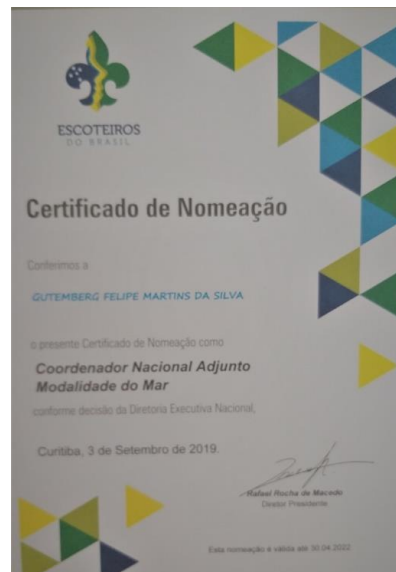 ESCOTEIROS
DO BRASIL
Certificado de Nomeação
Conferimos a
GUTEMBERG FELIPE MARTINS DA SILVA
o presente Certificado de Nomeação como
Coordenador Nacional Adjunto
Modalidade do Mar
conforme decisão da Diretoria Executiva Nacional,
Curitiba, 3 de Setembro de 2019.
Rafael Rocha de Macedo
Diretor Presidente
Esta nomeação é válida até 30.04.2022